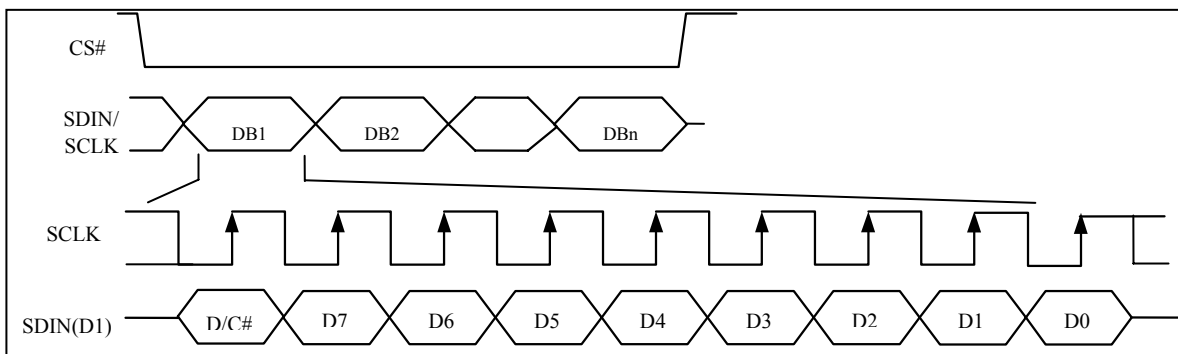 CS#
SDIN/
SCLK
DB1 DB2 DBn
SCLK
SDIN(D1)
D/C# D7 D6 D5 D4 D3 D2 D1 D0